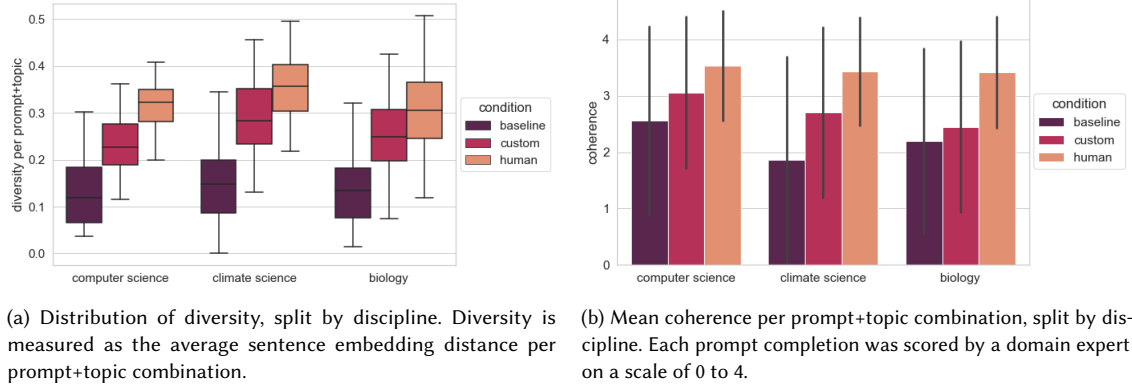 0.5
0.4
0.3
0.2
0.1
0.0
diversity per prompt+topic
computer science
climate science
biology
condition
baseline
custom
human
4
3
2
1
0
coherence
computer science
climate science
biology
condition
baseline
custom
human
(a) Distribution of diversity, split by discipline. Diversity is
measured as the average sentence embedding distance per
prompt+topic combination.
(b) Mean coherence per prompt+topic combination, split by dis-
cipline. Each prompt completion was scored by a domain expert
on a scale of 0 to 4.